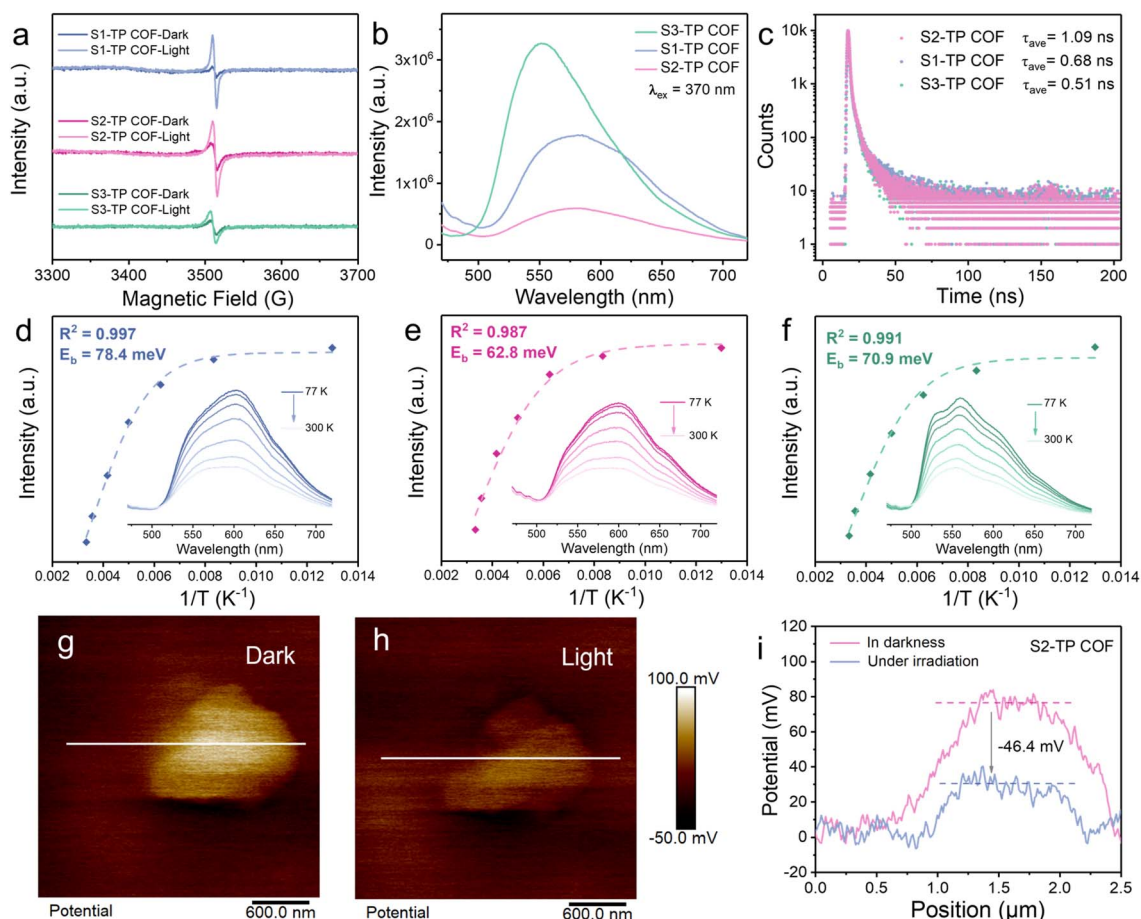 a
S1-TP COF-Dark
S1-TP COF-Light
S2-TP COF-Dark
S2-TP COF-Light
S3-TP COF-Dark
S3-TP COF-Light
Intensity (a.u.)
3300 3400 3500 3600 3700
Magnetic Field (G)
b
S3-TP COF
S1-TP COF
S2-TP COF
λex = 370 nm
Intensity (a.u.)
3x10⁶
2x10⁶
1x10⁶
0
500 550 600 650 700
Wavelength (nm)
c
S2-TP COF τave = 1.09 ns
S1-TP COF τave = 0.68 ns
S3-TP COF τave = 0.51 ns
Counts
10k
1k
100
10
1
0 50 100 150 200
Time (ns)
d
R² = 0.997
Eb = 78.4 meV
77 K
300 K
Intensity (a.u.)
500 550 600 650 700
Wavelength (nm)
0.002 0.004 0.006 0.008 0.010 0.012 0.014
1/T (K⁻¹)
e
R² = 0.987
Eb = 62.8 meV
77 K
300 K
Intensity (a.u.)
500 550 600 650 700
Wavelength (nm)
0.002 0.004 0.006 0.008 0.010 0.012 0.014
1/T (K⁻¹)
f
R² = 0.991
Eb = 70.9 meV
77 K
300 K
Intensity (a.u.)
500 550 600 650 700
Wavelength (nm)
0.002 0.004 0.006 0.008 0.010 0.012 0.014
1/T (K⁻¹)
g
Dark
Potential
600.0 nm
h
Light
Potential
600.0 nm
100.0 mV
-50.0 mV
i
In darkness
Under irradiation
S2-TP COF
-46.4 mV
Potential (mV)
120
100
80
60
40
20
0
-20
0.0 0.5 1.0 1.5 2.0 2.5
Position (μm)